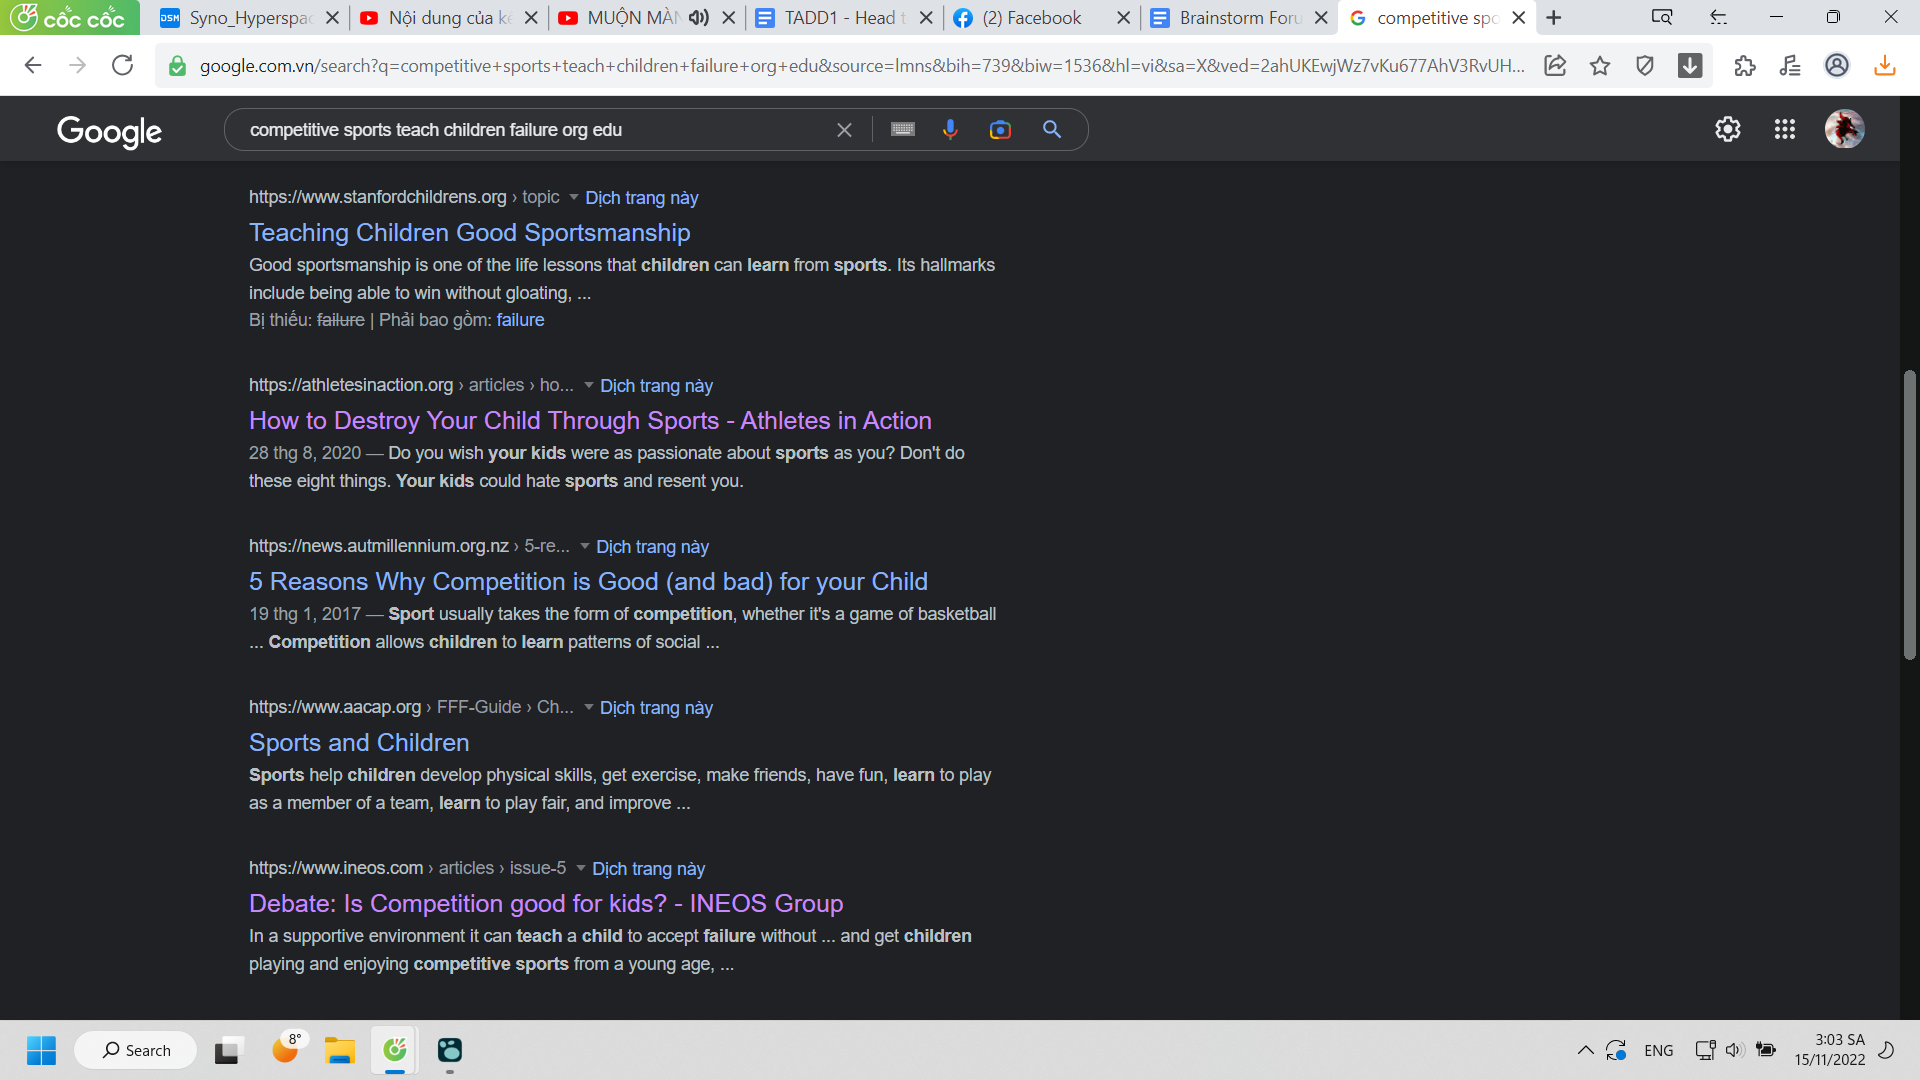 cốc cốc
Syno_Hyperspac
Nội dung của kê
MUỘN MÀN
TADD1 - Head t
(2) Facebook
Brainstorm Foru
competitive spo
google.com.vn/search?q=competitive+sports+teach+children+failure+org+edu&source=lmns&bih=739&biw=1536&hl=vi&sa=X&ved=2ahUKEwjWz7vKu677AhV3RvUH...
Google
competitive sports teach children failure org edu
https://www.stanfordchildrens.org › topic Dịch trang này
Teaching Children Good Sportsmanship
Good sportsmanship is one of the life lessons that children can learn from sports. Its hallmarks
include being able to win without gloating, ...
Bị thiếu: failure | Phải bao gồm: failure
https://athletesinaction.org › articles › ho... Dịch trang này
How to Destroy Your Child Through Sports - Athletes in Action
28 thg 8, 2020 — Do you wish your kids were as passionate about sports as you? Don't do
these eight things. Your kids could hate sports and resent you.
https://news.autmillennium.org.nz › 5-re... Dịch trang này
5 Reasons Why Competition is Good (and bad) for your Child
19 thg 1, 2017 — Sport usually takes the form of competition, whether it's a game of basketball
... Competition allows children to learn patterns of social ...
https://www.aacap.org › FFF-Guide › Ch... Dịch trang này
Sports and Children
Sports help children develop physical skills, get exercise, make friends, have fun, learn to play
as a member of a team, learn to play fair, and improve ...
https://www.ineos.com › articles › issue-5 Dịch trang này
Debate: Is Competition good for kids? - INEOS Group
In a supportive environment it can teach a child to accept failure without ... and get children
playing and enjoying competitive sports from a young age, ...
Search
8°
ENG
3:03 SA
15/11/2022